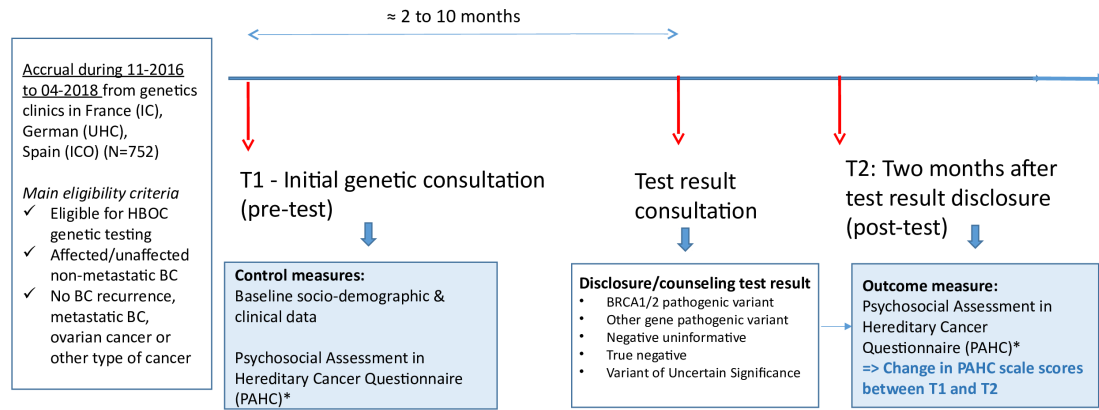 ≈ 2 to 10 months
Accrual during 11-2016
to 04-2018 from genetics
clinics in France (IC),
German (UHC),
Spain (ICO) (N=752)
Main eligibility criteria
✓ Eligible for HBOC
genetic testing
✓ Affected/unaffected
non-metastatic BC
✓ No BC recurrence,
metastatic BC,
ovarian cancer or
other type of cancer
T1 - Initial genetic consultation
(pre-test)
Control measures:
Baseline socio-demographic &
clinical data
Psychosocial Assessment in
Hereditary Cancer Questionnaire
(PAHC)*
Test result
consultation
Disclosure/counseling test result
• BRCA1/2 pathogenic variant
• Other gene pathogenic variant
• Negative uninformative
• True negative
• Variant of Uncertain Significance
T2: Two months after
test result disclosure
(post-test)
Outcome measure:
Psychosocial Assessment in
Hereditary Cancer
Questionnaire (PAHC)*
=> Change in PAHC scale scores
between T1 and T2